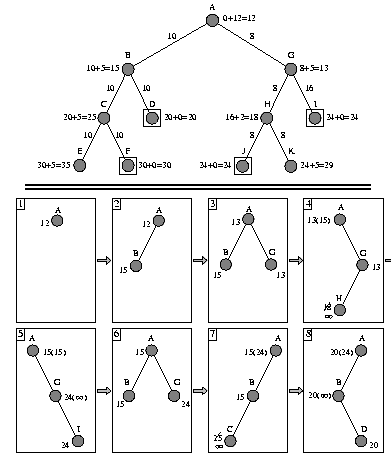 A
0+12=12
10 8
B G
10+5=15 8+5=13
10 10 8 16
C D H I
20+5=25 20+0=20 16+2=18 24+0=24
10 10 8 8
E F J K
30+5=35 30+0=30 24+0=24 24+5=29
1 2 3 4
A A A A
12 12 13 13(15)
B B G G
15 15 13 13
H
18
∞
5 6 7 8
A A A A
15(15) 15 15(24) 20(24)
G B G B B
24(∞) 15 24 15 20(∞)
I C D
24 25 20
∞